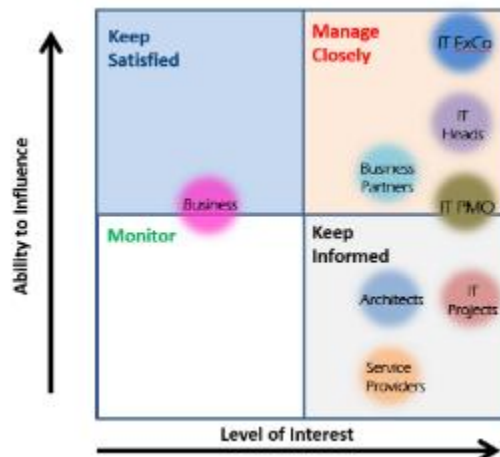 Keep
Satisfied
Manage
Closely
IT ExCo
IT
Heads
Business
Partners
Business
IT PMO
Monitor
Keep
Informed
Architects
IT
Projects
Service
Providers
Ability to Influence
Level of Interest